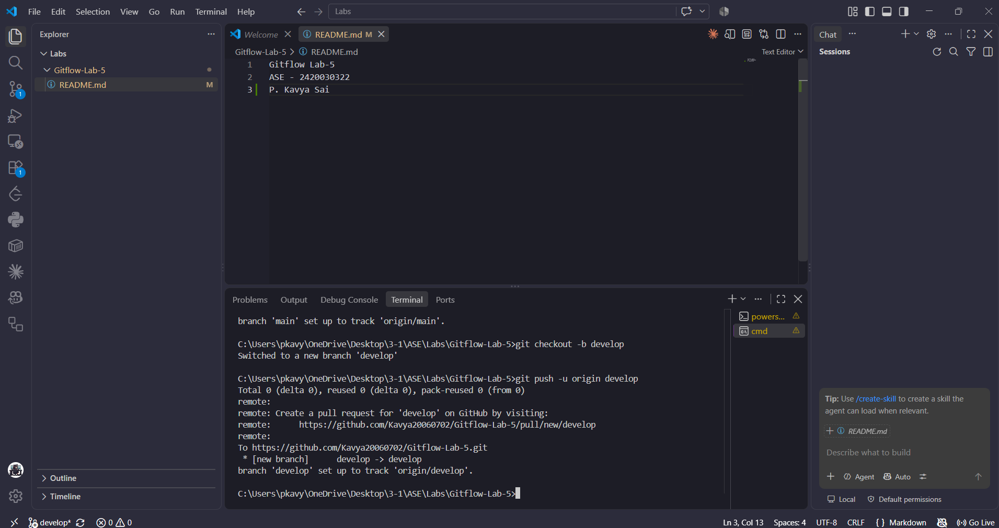 File Edit Selection View Go Run Terminal Help
Labs
Explorer
Labs
Gitflow-Lab-5
README.md M
1
1
Outline
Timeline
Welcome
README.md M
Gitflow-Lab-5 > README.md
Text Editor
1 Gitflow Lab-5
2 ASE - 2420030322
3 P. Kavya Sai
Problems Output Debug Console Terminal Ports
branch 'main' set up to track 'origin/main'.
C:\Users\pkavy\OneDrive\Desktop\3-1\ASE\Labs\Gitflow-Lab-5>git checkout -b develop
Switched to a new branch 'develop'
C:\Users\pkavy\OneDrive\Desktop\3-1\ASE\Labs\Gitflow-Lab-5>git push -u origin develop
Total 0 (delta 0), reused 0 (delta 0), pack-reused 0 (from 0)
remote:
remote: Create a pull request for 'develop' on GitHub by visiting:
remote:      https://github.com/Kavya20060702/Gitflow-Lab-5/pull/new/develop
remote:
To https://github.com/Kavya20060702/Gitflow-Lab-5.git
 * [new branch]      develop -> develop
branch 'develop' set up to track 'origin/develop'.
C:\Users\pkavy\OneDrive\Desktop\3-1\ASE\Labs\Gitflow-Lab-5>
powers...
cmd
Chat
Sessions
Tip: Use /create-skill to create a skill the
agent can load when relevant.
README.md
Describe what to build
Agent Auto
Local Default permissions
develop* 0 0
Ln 3, Col 13 Spaces: 4 UTF-8 CRLF { } Markdown Go Live